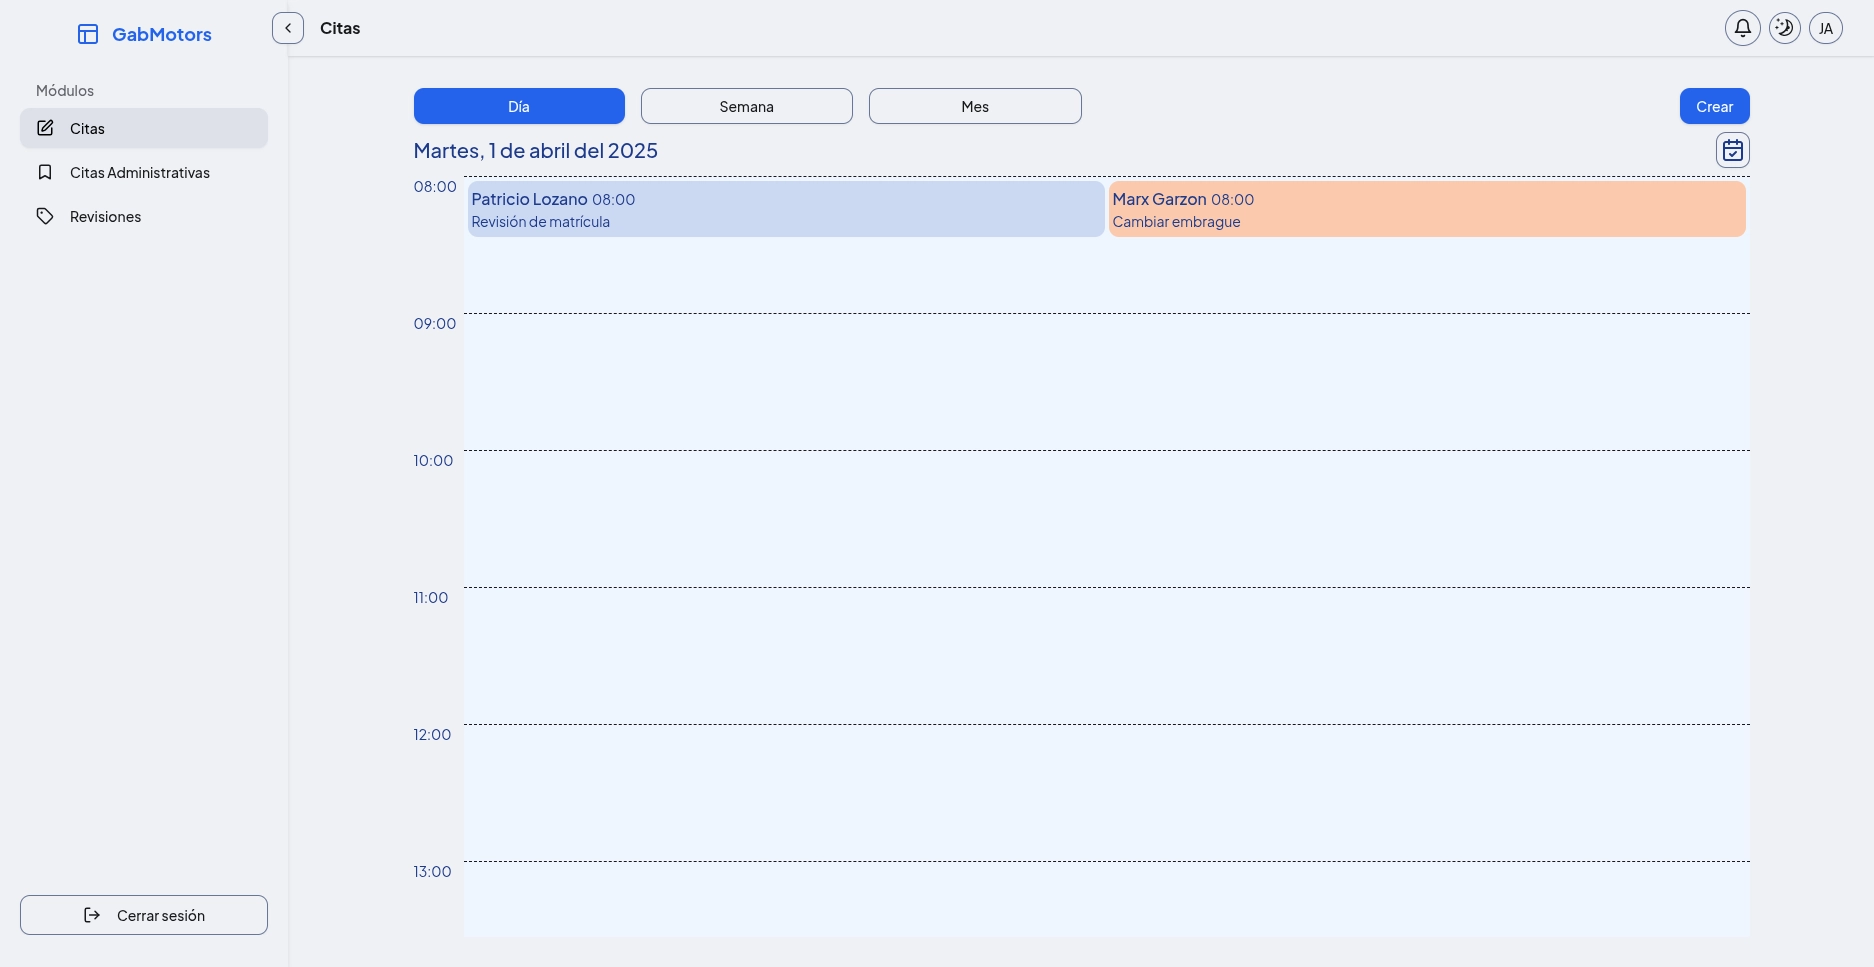 GabMotors
Citas
JA
Módulos
Citas
Citas Administrativas
Revisiones
Cerrar sesión
Día
Semana
Mes
Crear
Martes, 1 de abril del 2025
08:00
Patricio Lozano 08:00
Revisión de matrícula
Marx Garzon 08:00
Cambiar embrague
09:00
10:00
11:00
12:00
13:00